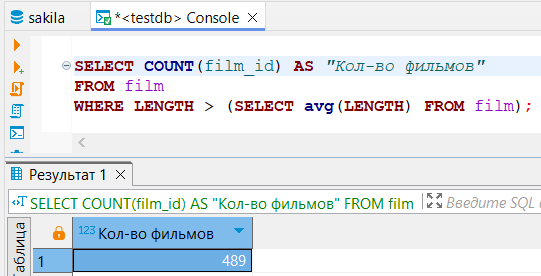 sakila
*<testdb> Console
SELECT COUNT(film_id) AS "Кол-во фильмов"
FROM film
WHERE LENGTH > (SELECT avg(LENGTH) FROM film);
Результат 1
SELECT COUNT(film_id) AS "Кол-во фильмов" FROM film
Введите SQL
Таблица
123 Кол-во фильмов
1
489